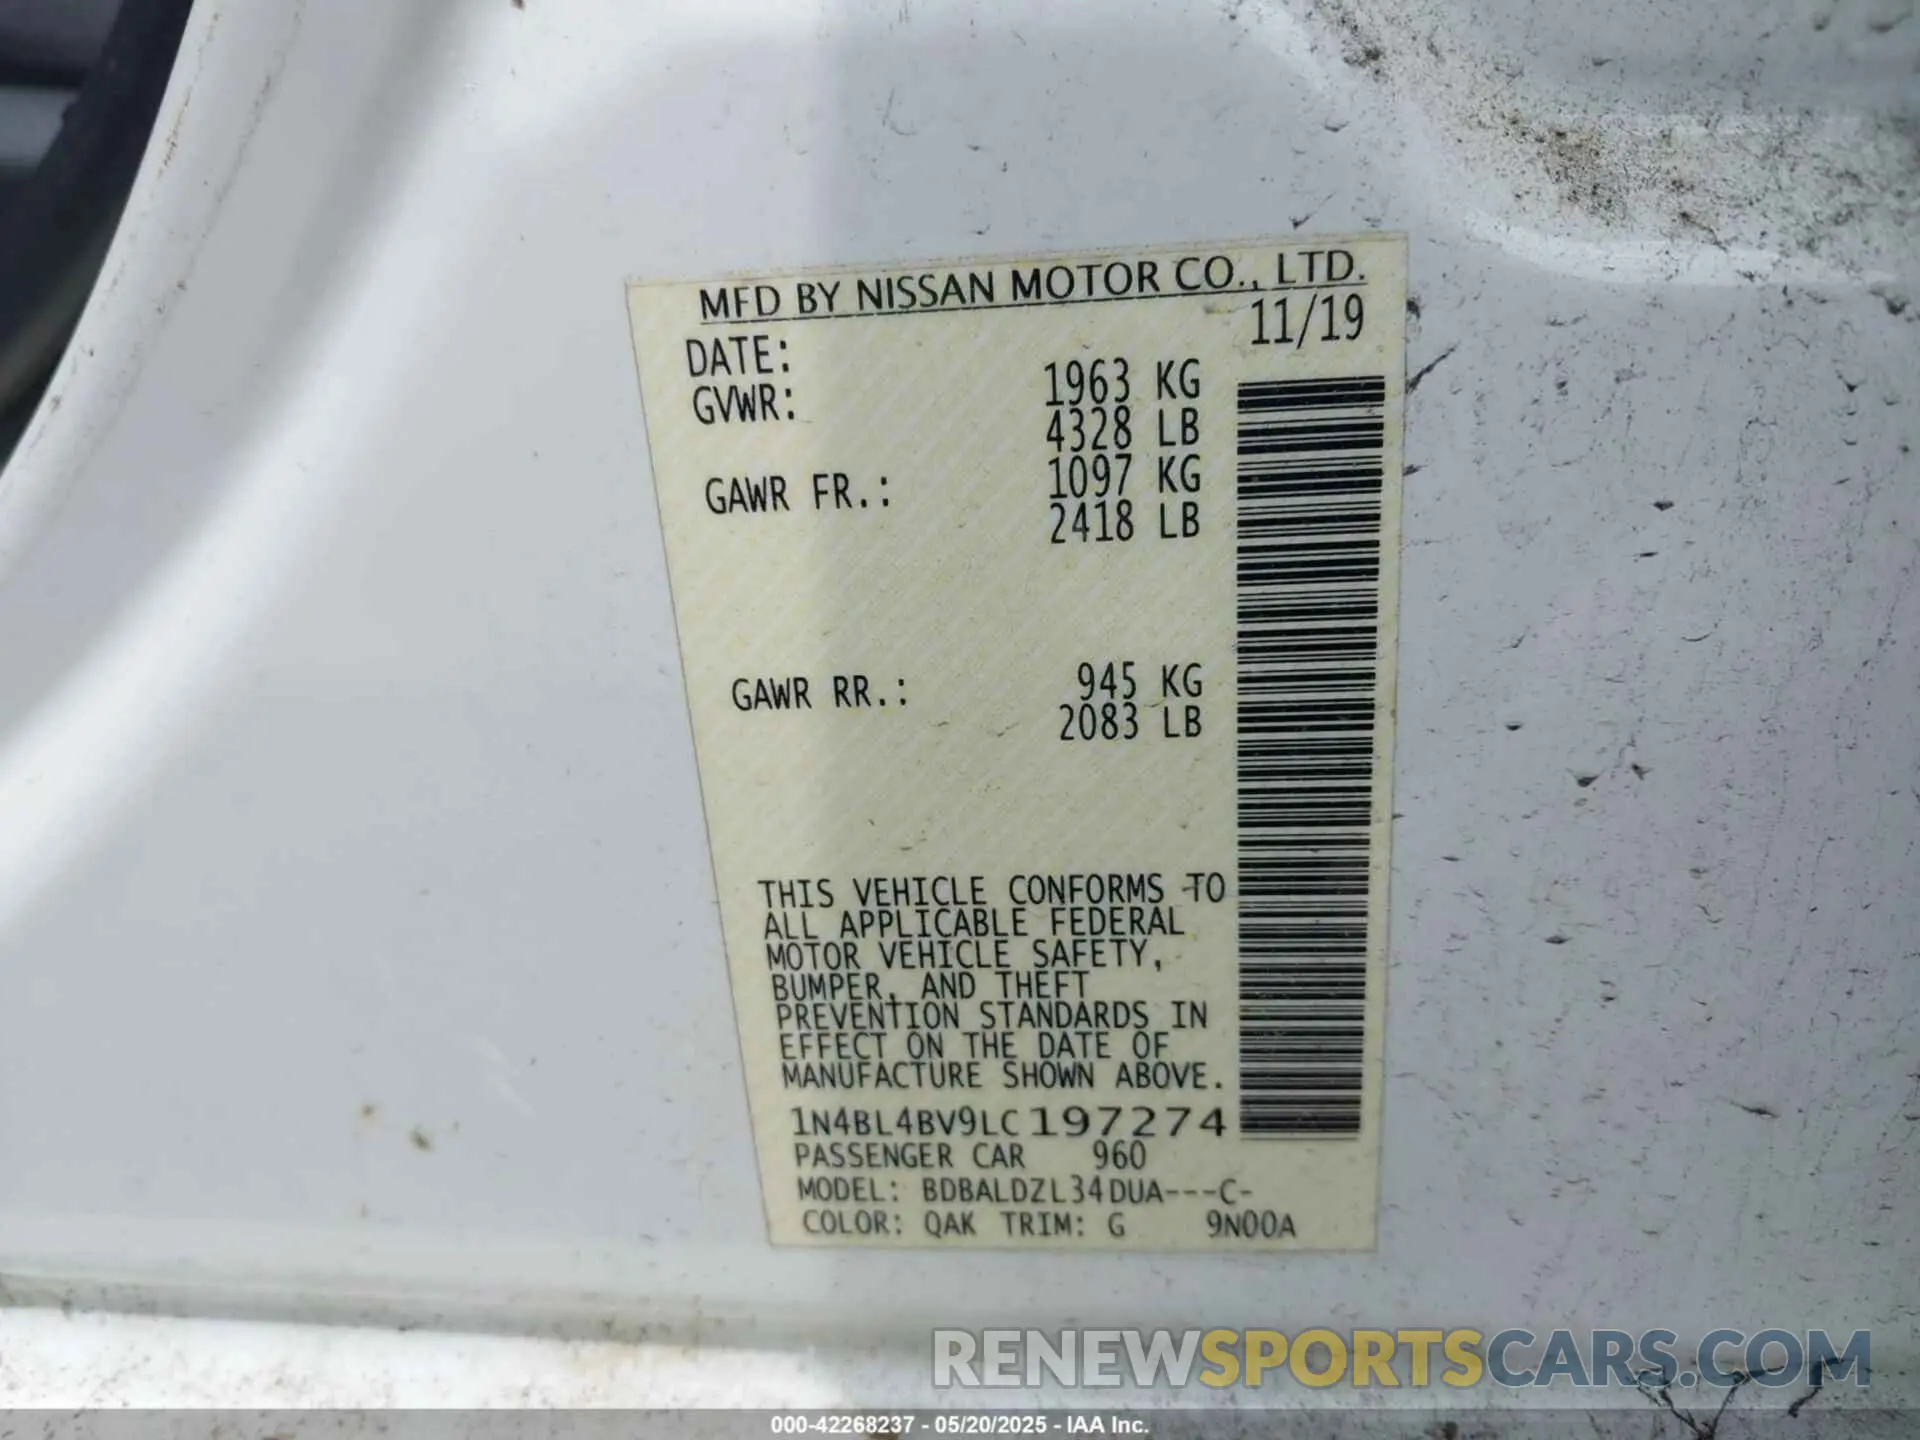 MFD BY NISSAN MOTOR CO., LTD.
DATE: 11/19
GVWR: 1963 KG
4328 LB
GAWR FR.: 1097 KG
2418 LB
GAWR RR.: 945 KG
2083 LB
THIS VEHICLE CONFORMS TO
ALL APPLICABLE FEDERAL
MOTOR VEHICLE SAFETY,
BUMPER, AND THEFT
PREVENTION STANDARDS IN
EFFECT ON THE DATE OF
MANUFACTURE SHOWN ABOVE.
1N4BL4BV9LC197274
PASSENGER CAR 960
MODEL: BDBALDZL34DUA---C-
COLOR: QAK TRIM: G 9N00A
RENEWSPORTSCARS.COM
000-42268237 - 05/20/2025 - IAA Inc.